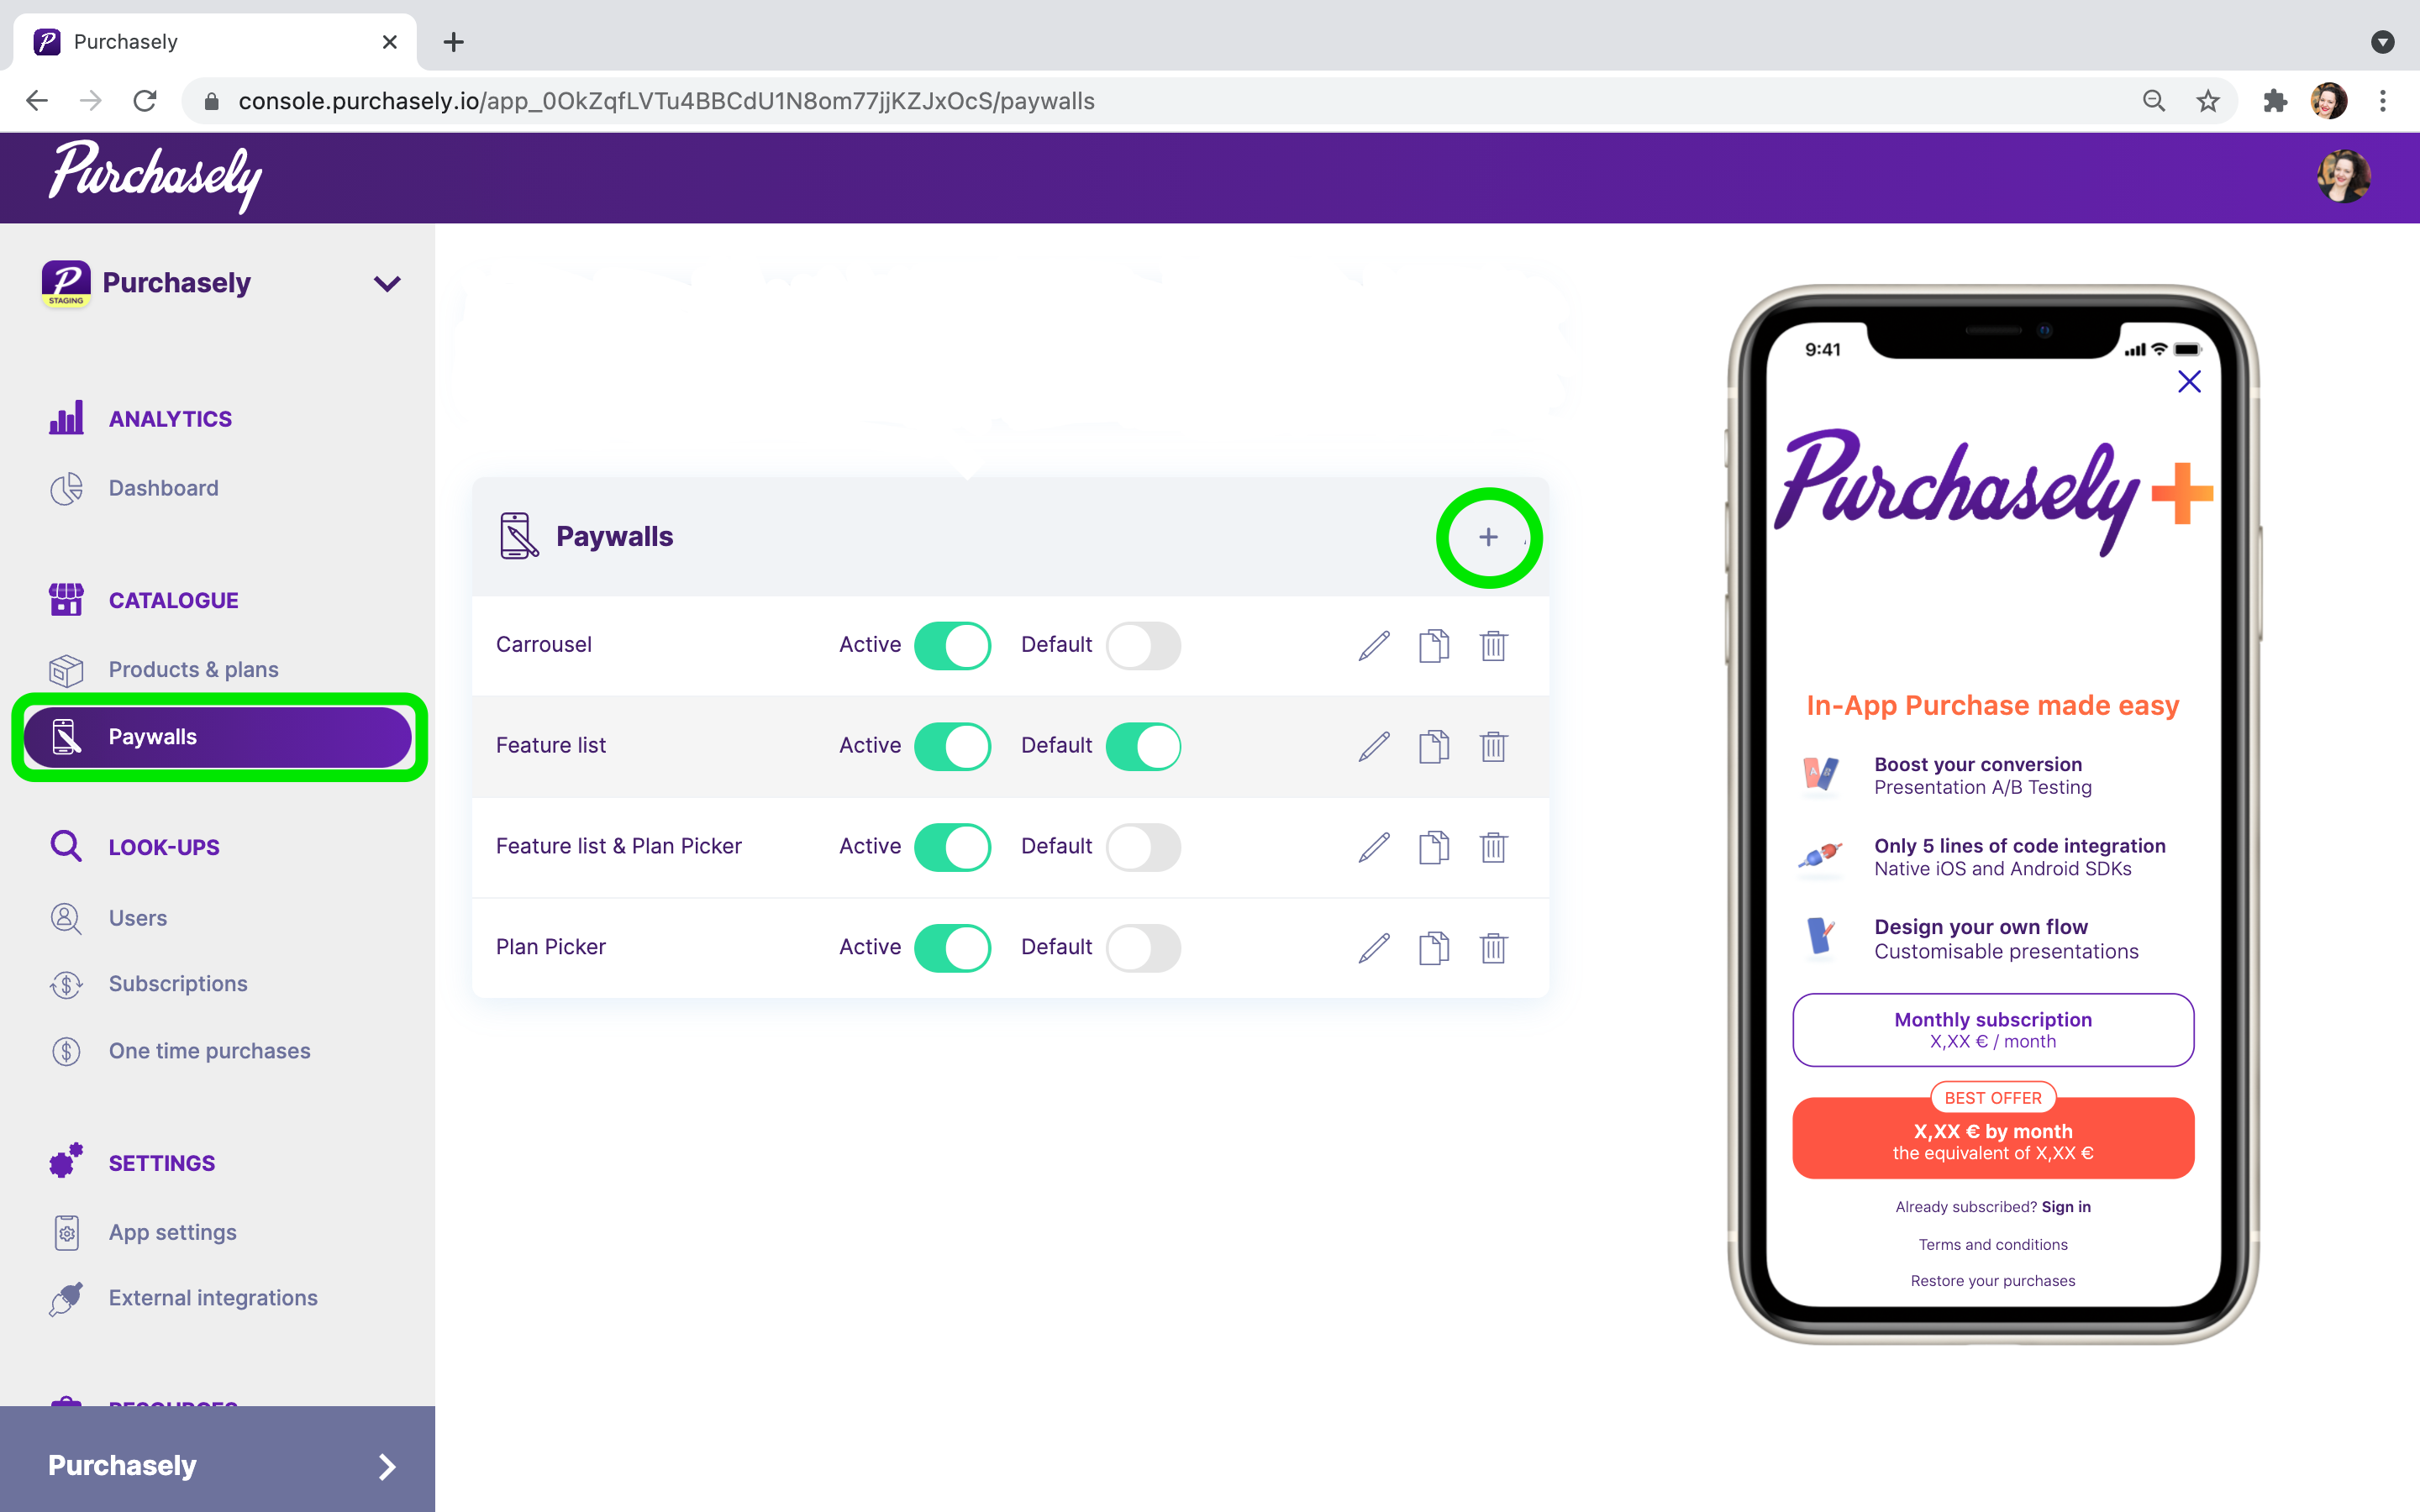 Purchasely
console.purchasely.io/app_0OkZqfLVTu4BBCdU1N8om77jjKZJxOcS/paywalls
Purchasely
STAGING
Purchasely
ANALYTICS
Dashboard
CATALOGUE
Products & plans
Paywalls
LOOK-UPS
Users
Subscriptions
One time purchases
SETTINGS
App settings
External integrations
RESOURCES
Purchasely
Paywalls
Carrousel Active Default
Feature list Active Default
Feature list & Plan Picker Active Default
Plan Picker Active Default
9:41
Purchasely+
In-App Purchase made easy
A B
Boost your conversion
Presentation A/B Testing
Only 5 lines of code integration
Native iOS and Android SDKs
Design your own flow
Customisable presentations
Monthly subscription
X,XX € / month
BEST OFFER
X,XX € by month
the equivalent of X,XX €
Already subscribed? Sign in
Terms and conditions
Restore your purchases